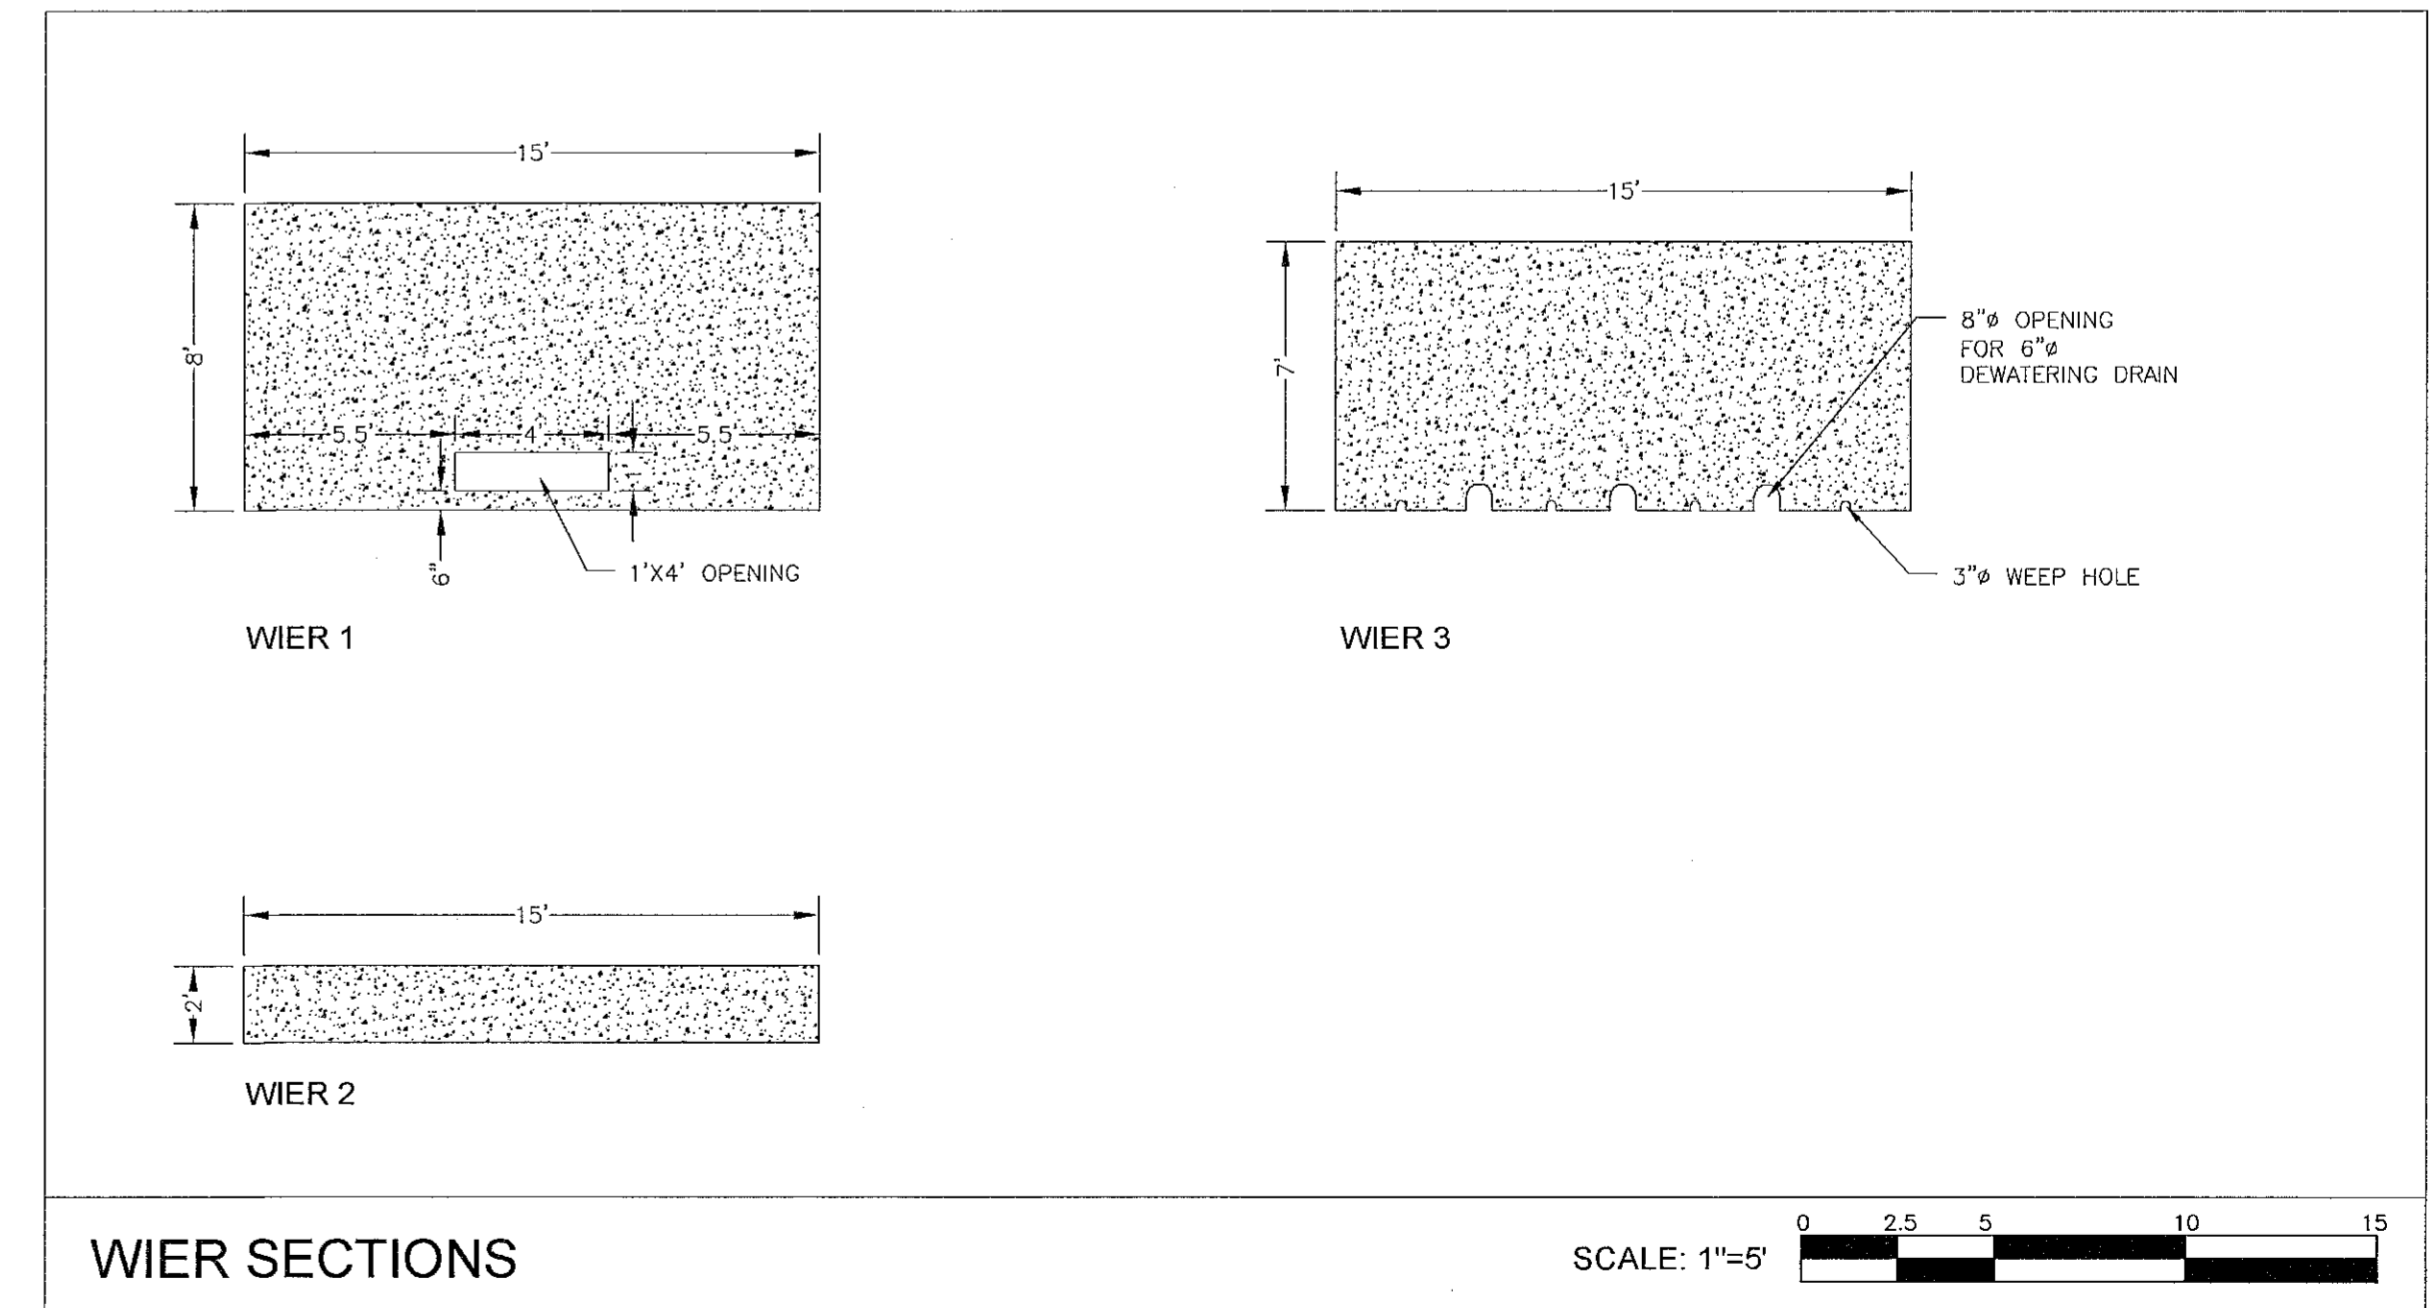 15'
8'
5.5'
4'
5.5'
1'
6"
1'X4' OPENING
WIER 1
15'
7'
8"ø OPENING
FOR 6"ø
DEWATERING DRAIN
3"ø WEEP HOLE
WIER 3
15'
2'
WIER 2
WIER SECTIONS
SCALE: 1"=5'
0 2.5 5 10 15